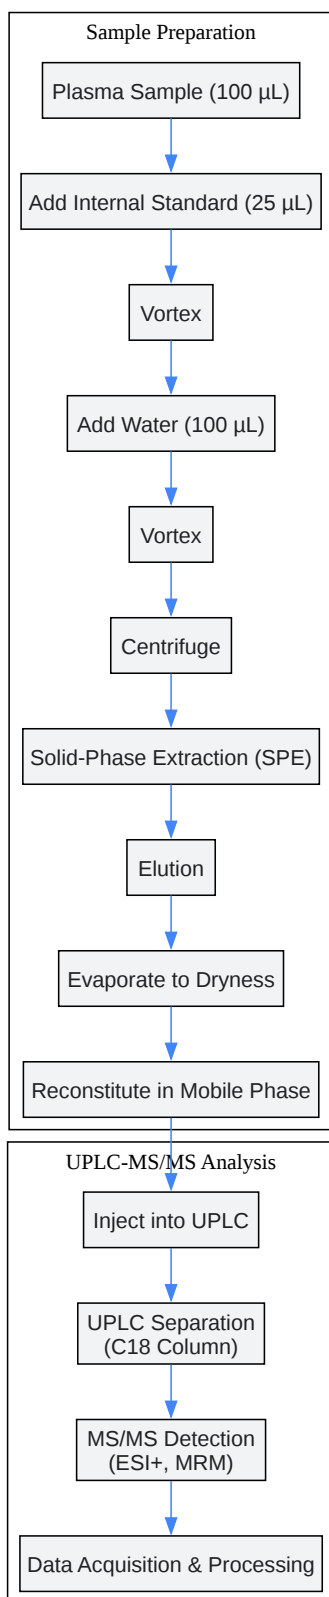 Sample Preparation
Plasma Sample (100 µL)
Add Internal Standard (25 µL)
Vortex
Add Water (100 µL)
Vortex
Centrifuge
Solid-Phase Extraction (SPE)
Elution
Evaporate to Dryness
Reconstitute in Mobile Phase
UPLC-MS/MS Analysis
Inject into UPLC
UPLC Separation
(C18 Column)
MS/MS Detection
(ESI+, MRM)
Data Acquisition & Processing